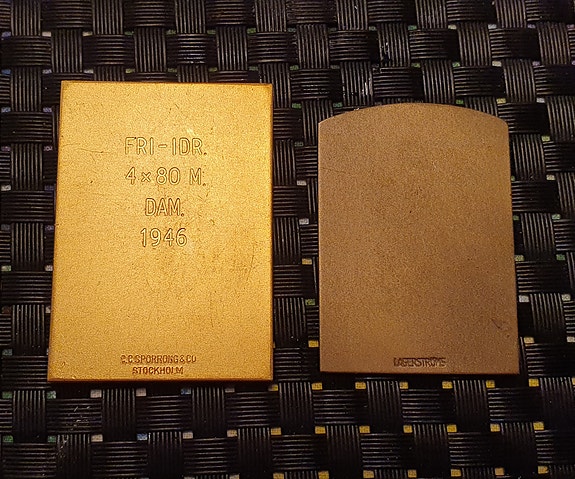 FRI-IDR.
4×80 M.
DAM.
1946
C.C. SPORRONG & CO
STOCKHOLM
LAGERSTRÖMS